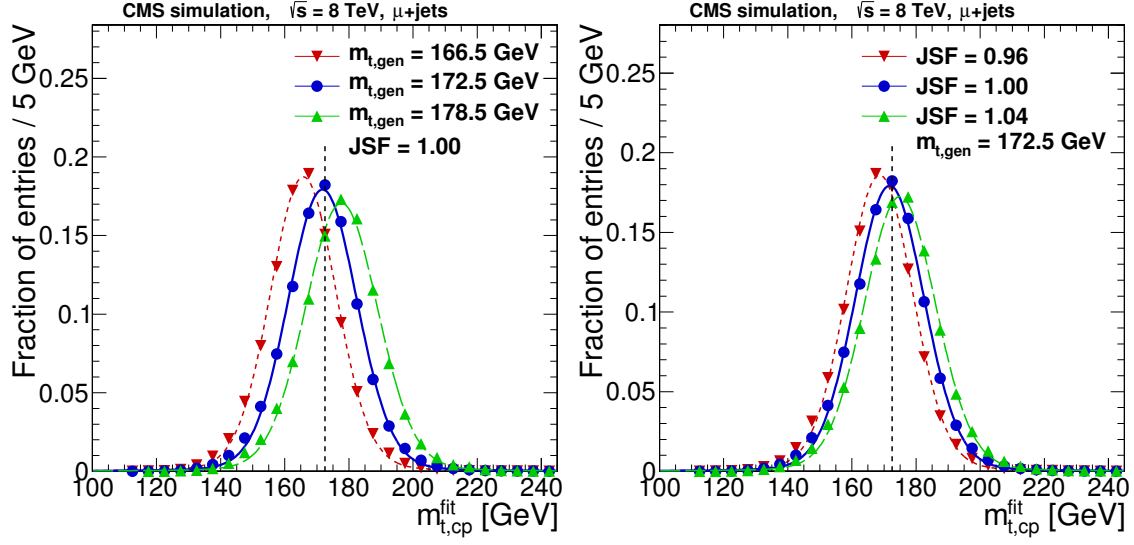 CMS simulation, √s = 8 TeV, μ+jets
m_t,gen = 166.5 GeV
m_t,gen = 172.5 GeV
m_t,gen = 178.5 GeV
JSF = 1.00
Fraction of entries / 5 GeV
0.25
0.2
0.15
0.1
0.05
0
100 120 140 160 180 200 220 240
m_t,cp^fit [GeV]
CMS simulation, √s = 8 TeV, μ+jets
JSF = 0.96
JSF = 1.00
JSF = 1.04
m_t,gen = 172.5 GeV
Fraction of entries / 5 GeV
0.25
0.2
0.15
0.1
0.05
0
100 120 140 160 180 200 220 240
m_t,cp^fit [GeV]